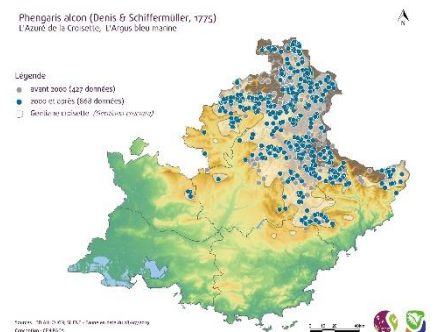 Phengaris alcon (Denis & Schiffermüller, 1775)
L'Azuré de la Croisette, L'Argus bleu marine
N
Légende
avant 2000 (427 données)
2000 et après (868 données)
Gentiane croisette (Gentiana cruciata)